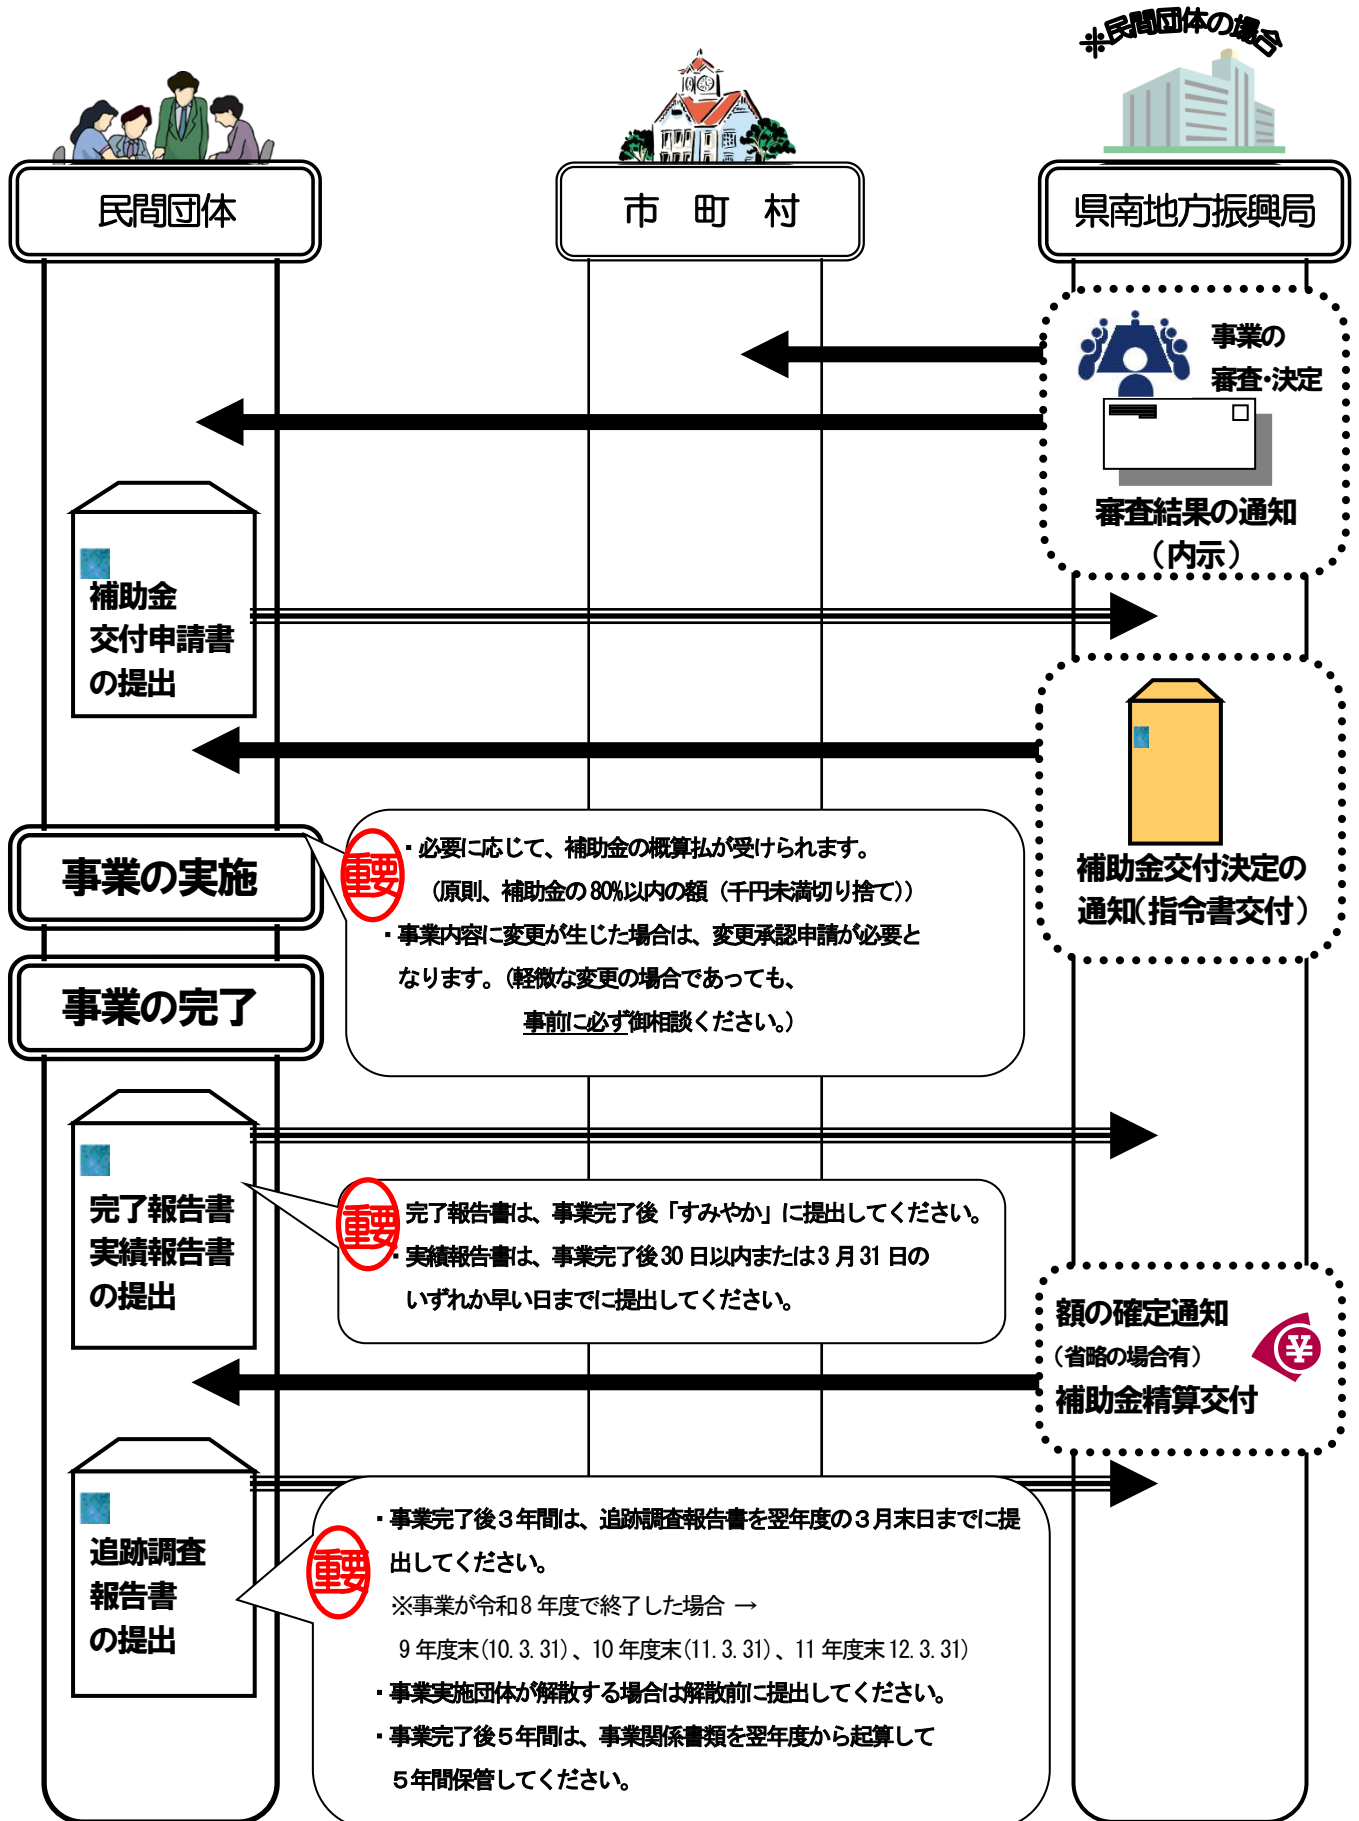 ※民間団体の場合
民間団体
市　町　村
県南地方振興局
事業の
審査・決定
審査結果の通知
（内示）
補助金
交付申請書
の提出
補助金交付決定の
通知（指令書交付）
事業の実施
重要
・必要に応じて、補助金の概算払が受けられます。
（原則、補助金の80%以内の額（千円未満切り捨て））
・事業内容に変更が生じた場合は、変更承認申請が必要と
なります。（軽微な変更の場合であっても、
事前に必ず御相談ください。）
事業の完了
完了報告書
実績報告書
の提出
重要
完了報告書は、事業完了後「すみやか」に提出してください。
・実績報告書は、事業完了後30日以内または3月31日の
いずれか早い日までに提出してください。
額の確定通知
（省略の場合有）
補助金精算交付
¥
追跡調査
報告書
の提出
重要
・事業完了後３年間は、追跡調査報告書を翌年度の３月末日までに提
出してください。
※事業が令和8年度で終了した場合 →
9年度末(10.3.31)、10年度末(11.3.31)、11年度末12.3.31)
・事業実施団体が解散する場合は解散前に提出してください。
・事業完了後５年間は、事業関係書類を翌年度から起算して
５年間保管してください。